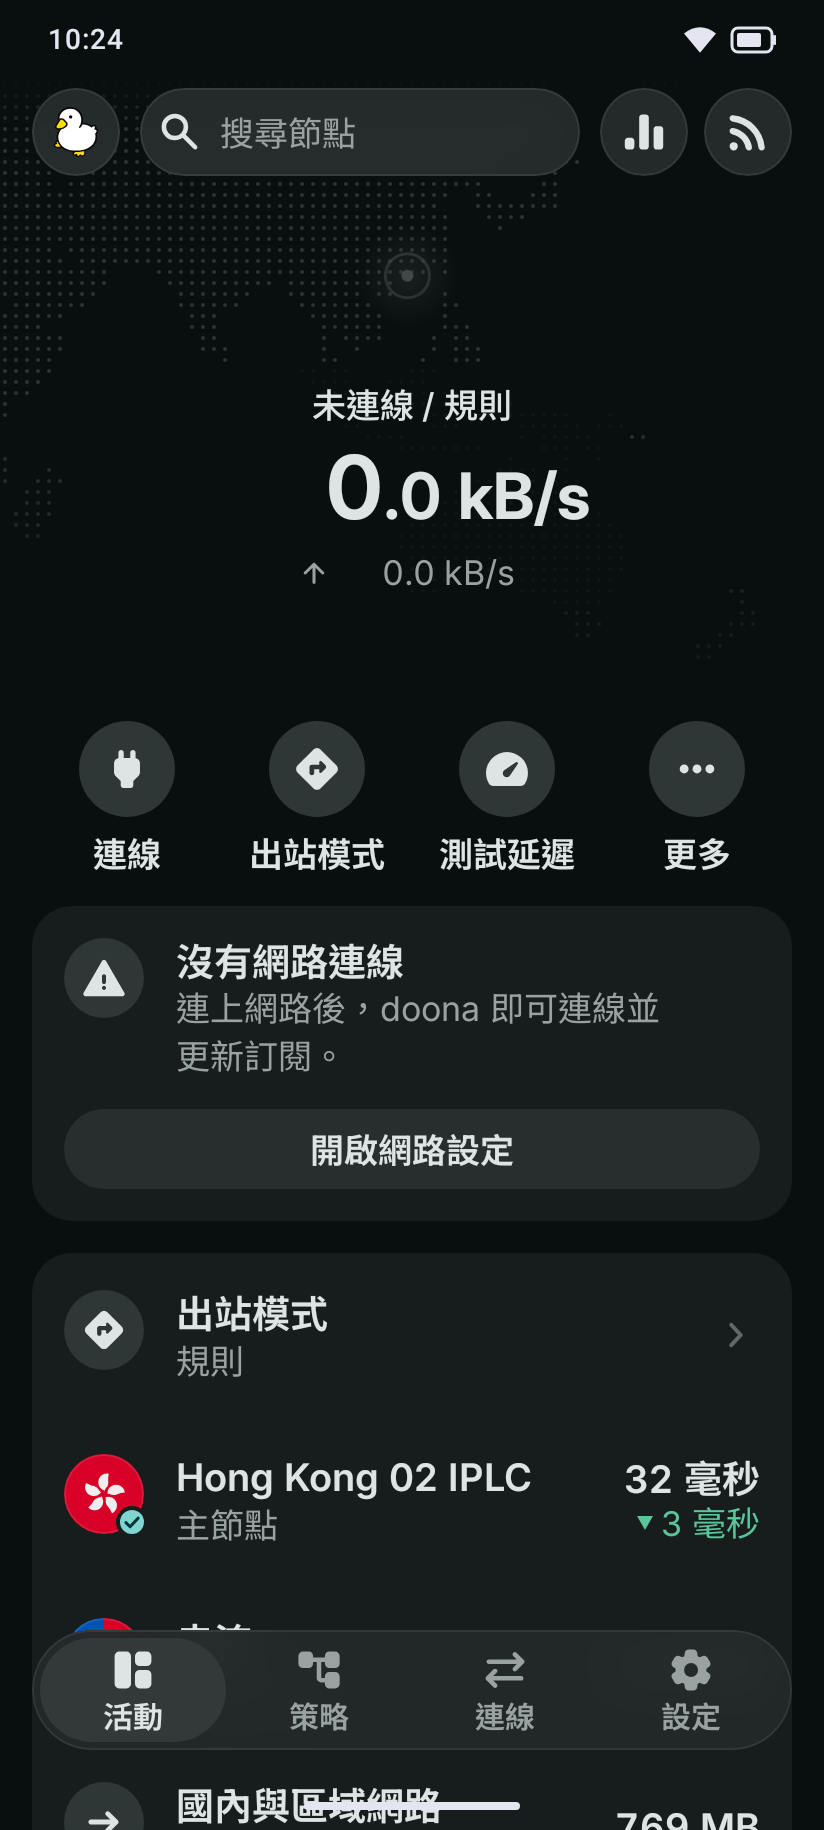 10:24
搜尋節點
未連線 / 規則
0.0 kB/s
0.0 kB/s
連線
出站模式
測試延遲
更多
沒有網路連線
連上網路後，doona 即可連線並
更新訂閱。
開啟網路設定
出站模式
規則
Hong Kong 02 IPLC
32 毫秒
主節點
3 毫秒
活動
策略
連線
設定
國內與區域網路
769 MB